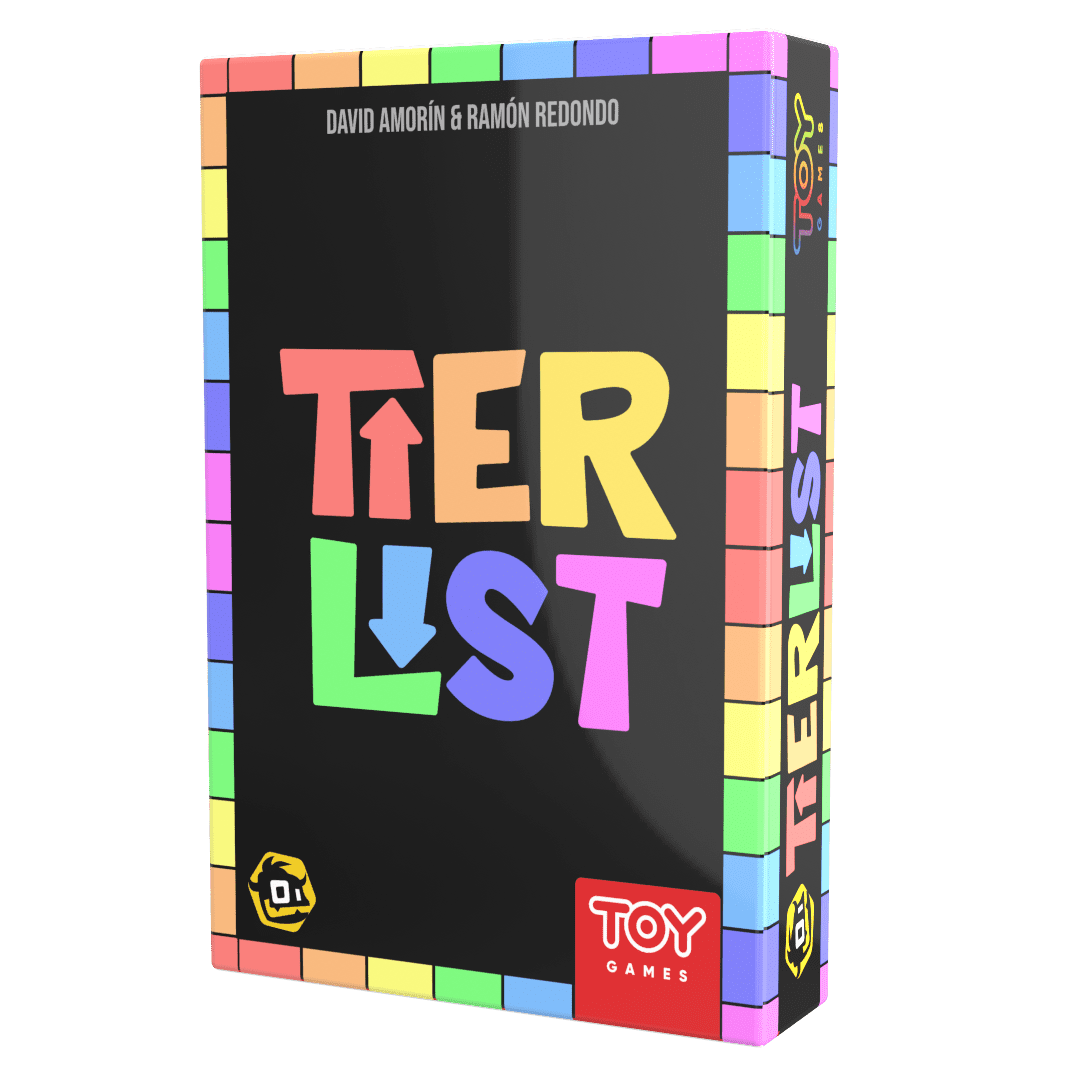 DAVID AMORÍN & RAMÓN REDONDO
TIER
LIST
TOY
GAMES
TOY
GAMES
TIER LIST